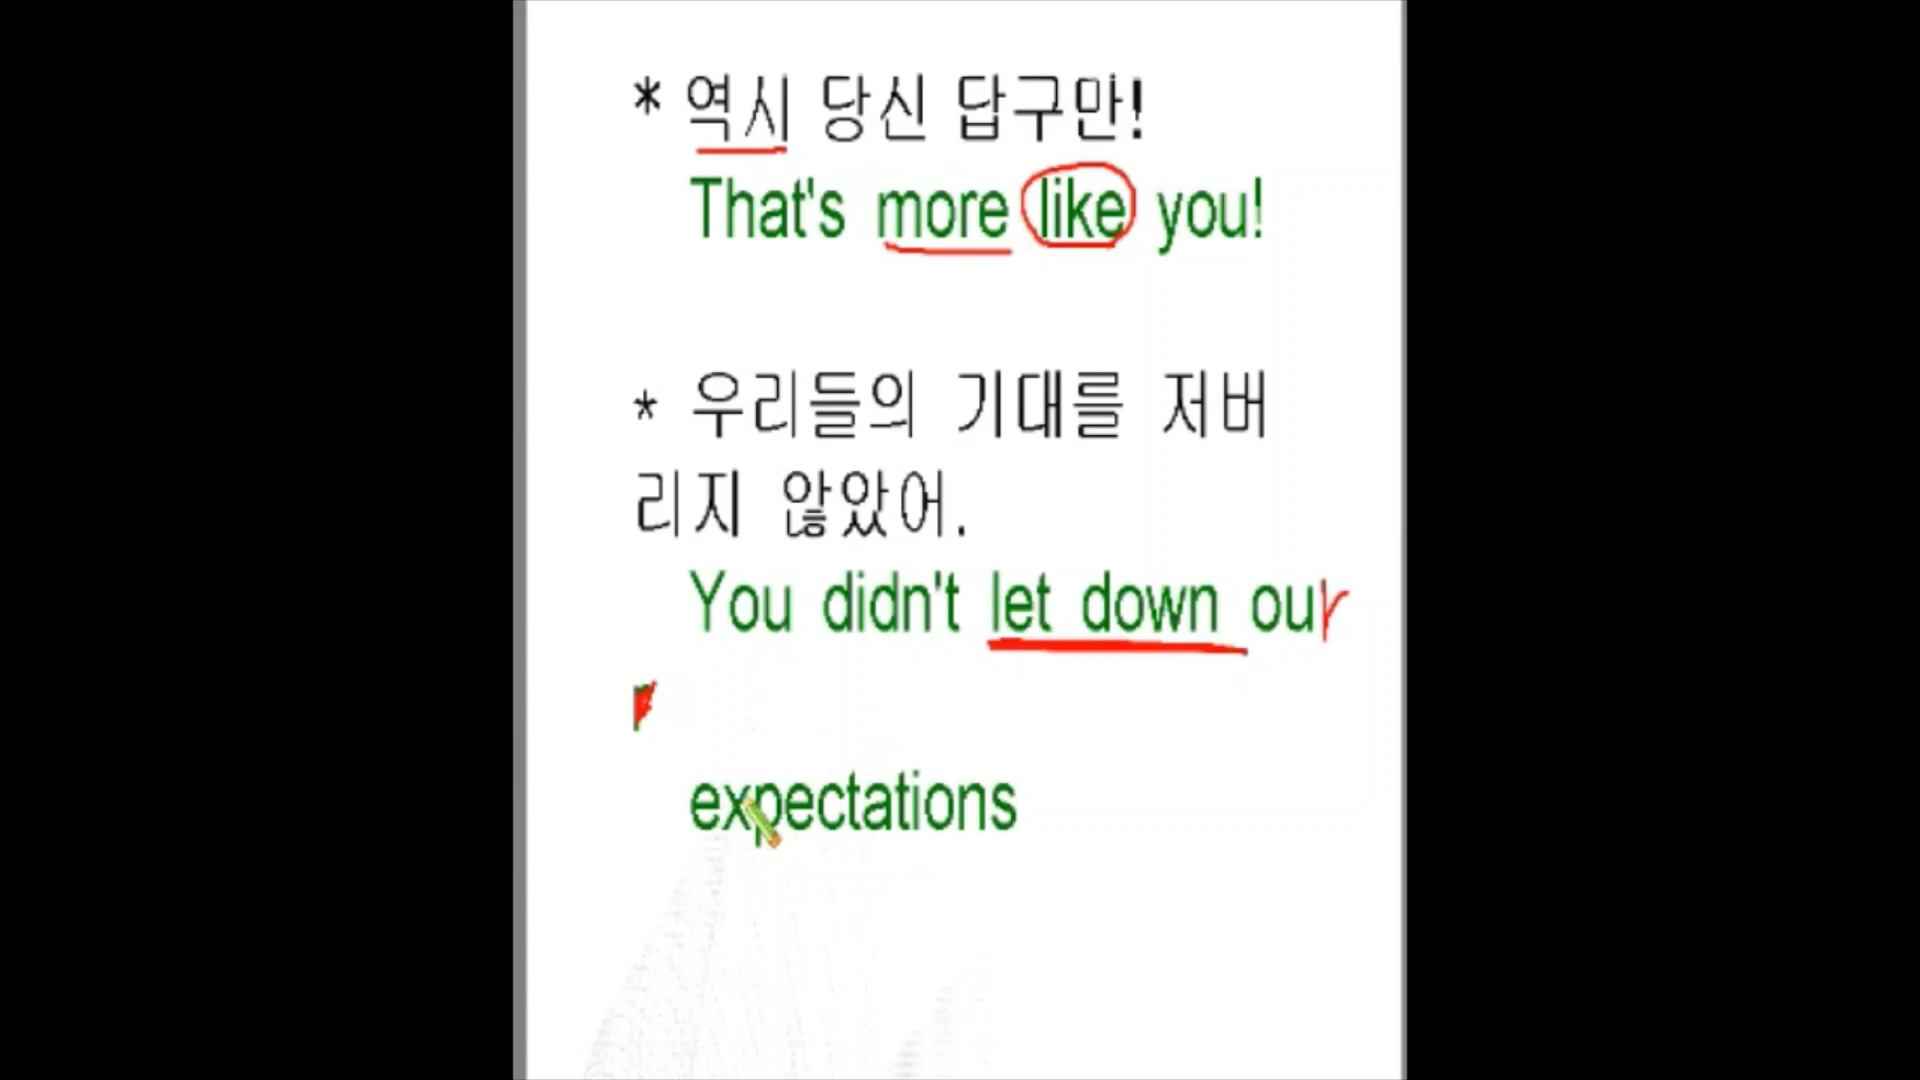 * 역시 당신 답구만!
That's more like you!
* 우리들의 기대를 저버
리지 않았어.
You didn't let down our
expectations